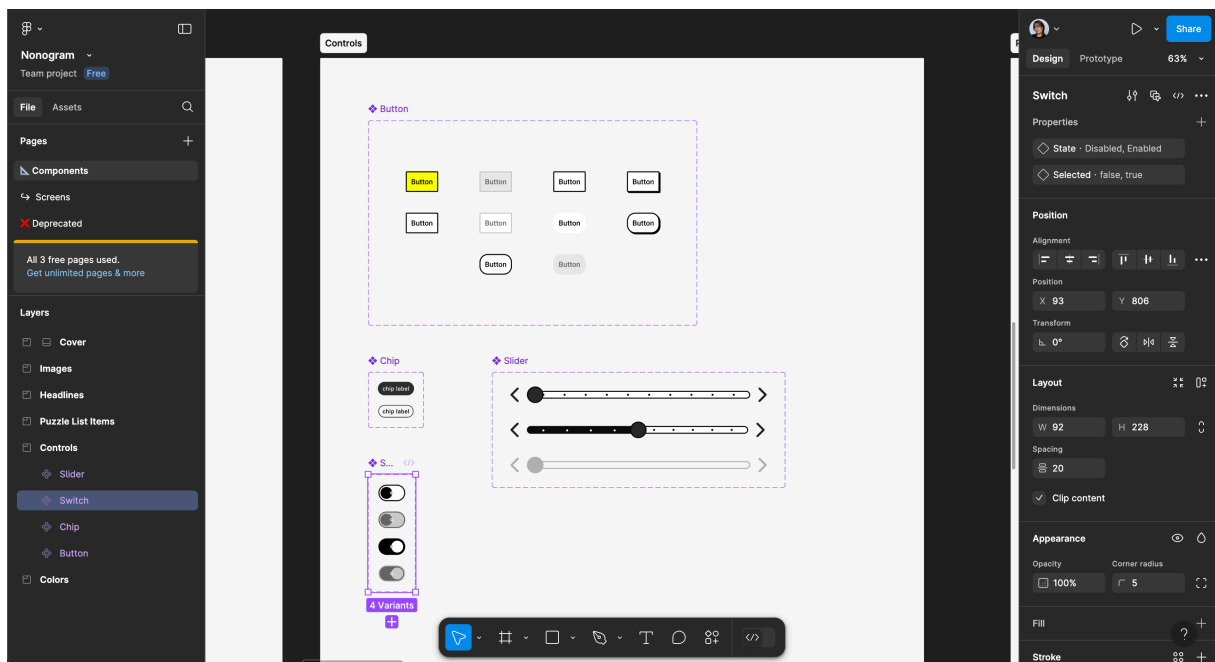 Nonogram
Team project Free
File Assets
Pages
Components
Screens
Deprecated
All 3 free pages used.
Get unlimited pages & more
Layers
Cover
Images
Headlines
Puzzle List Items
Controls
Slider
Switch
Chip
Button
Colors
Controls
Button
Button Button Button Button
Button Button Button Button
Button Button
Chip
chip label
chip label
Slider
S...
4 Variants
Share
Design Prototype 63%
Switch
Properties
State · Disabled, Enabled
Selected · false, true
Position
Alignment
Position
X 93 Y 806
Transform
0°
Layout
Dimensions
W 92 H 228
Spacing
20
Clip content
Appearance
Opacity Corner radius
100% 5
Fill
?
Stroke